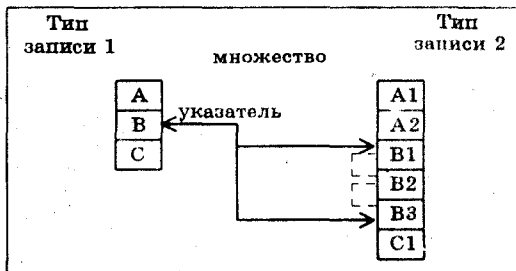 Тип
записи 1
множество
Тип
записи 2
A
B
C
указатель
A1
A2
B1
B2
B3
C1